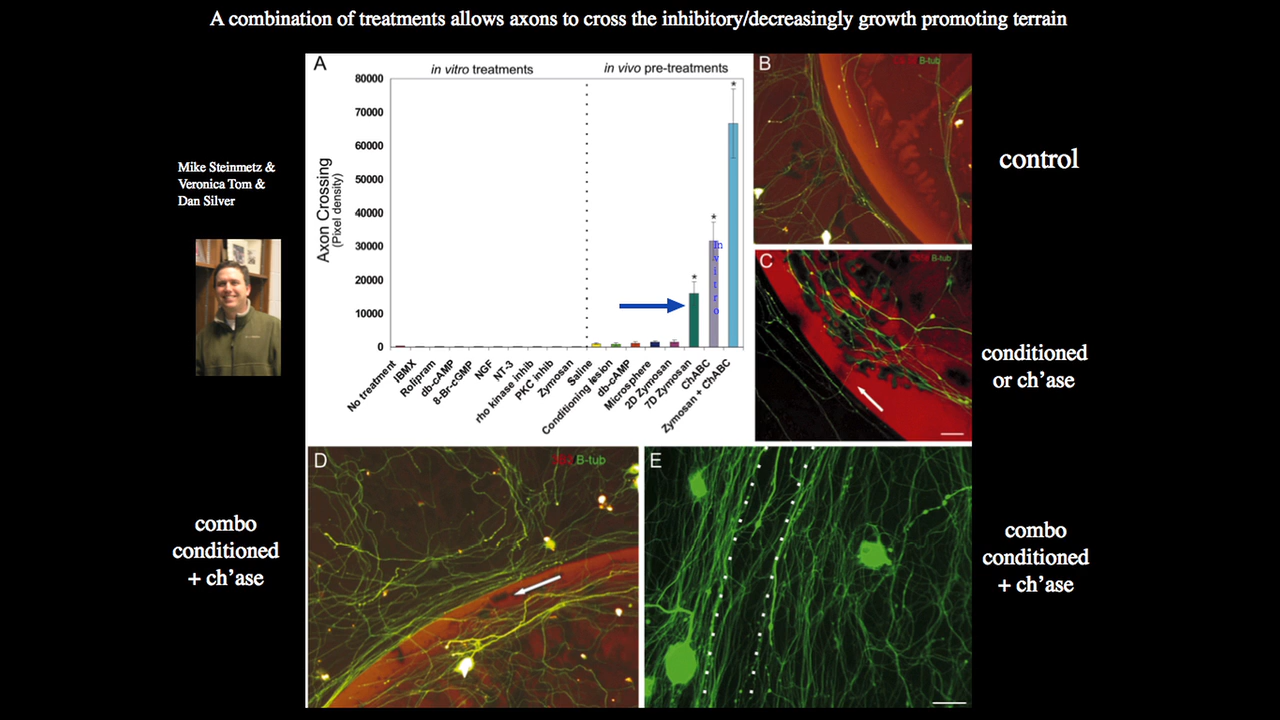 A combination of treatments allows axons to cross the inhibitory/decreasingly growth promoting terrain
Mike Steinmetz &
Veronica Tom &
Dan Silver
A
in vitro treatments
in vivo pre-treatments
Axon Crossing
(Pixel density)
80000
70000
60000
50000
40000
30000
20000
10000
0
*
*
*
In
v
i
t
r
o
No treatment
IBMX
Rolipram
db-cAMP
8-Br-cGMP
NGF
NT-3
rho kinase inhib
PKC inhib
Zymosan
Saline
Conditioning lesion
db-cAMP
Microsphere
2D Zymosan
7D Zymosan
ChABC
Zymosan + ChABC
B
B-tub
control
C
B-tub
conditioned
or ch'ase
D
B-tub
combo
conditioned
+ ch'ase
E
combo
conditioned
+ ch'ase